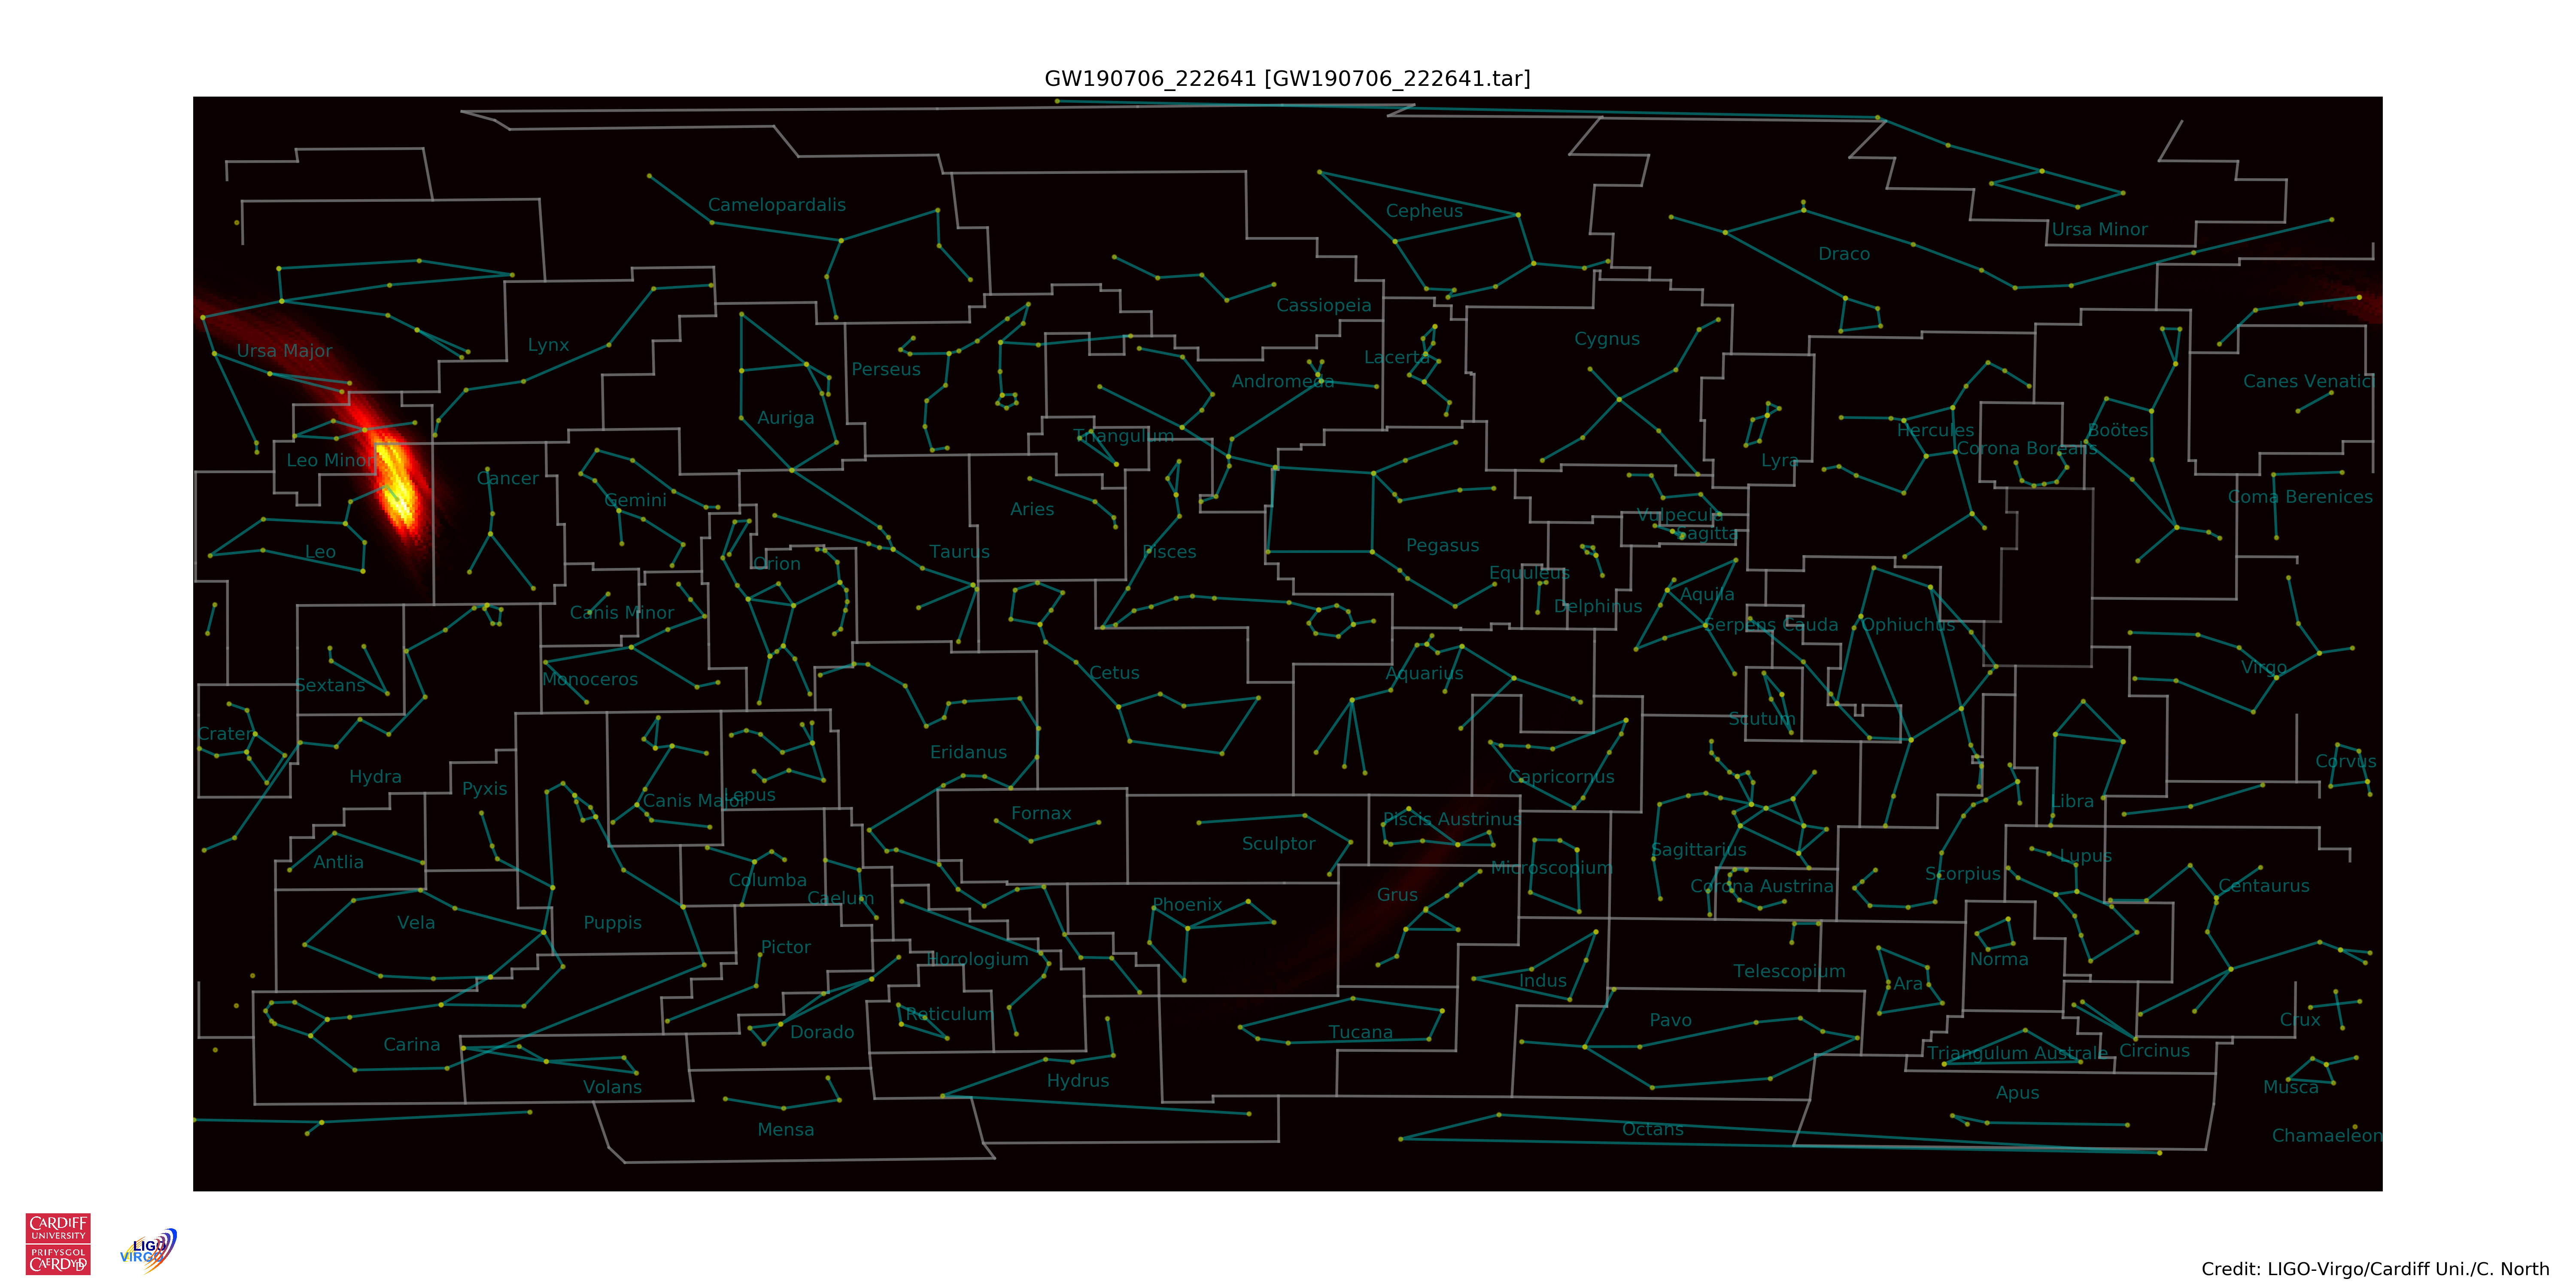 GW190706_222641 [GW190706_222641.tar]
Camelopardalis
Cepheus
Ursa Minor
Draco
Cassiopeia
Ursa Major
Lynx
Cygnus
Lacerta
Perseus
Andromeda
Canes Venatici
Auriga
Triangulum
Hercules
Boötes
Corona Borealis
Leo Minor
Lyra
Cancer
Gemini
Coma Berenices
Aries
Vulpecula
Sagitta
Leo
Taurus
Pisces
Pegasus
Orion
Equuleus
Canis Minor
Delphinus
Aquila
Serpens Cauda
Ophiuchus
Virgo
Sextans
Monoceros
Cetus
Aquarius
Scutum
Crater
Eridanus
Corvus
Hydra
Capricornus
Pyxis
Canis Major
Lepus
Libra
Fornax
Piscis Austrinus
Sculptor
Sagittarius
Antlia
Lupus
Microscopium
Scorpius
Columba
Corona Austrina
Centaurus
Caelum
Grus
Phoenix
Vela
Puppis
Pictor
Horologium
Norma
Telescopium
Indus
Ara
Reticulum
Pavo
Crux
Dorado
Tucana
Carina
Triangulum Australe
Circinus
Hydrus
Volans
Musca
Apus
Mensa
Octans
Chamaeleon
CARDIFF
UNIVERSITY
PRIFYSGOL
CAERDYDD
LIGO
VIRGO
Credit: LIGO-Virgo/Cardiff Uni./C. North